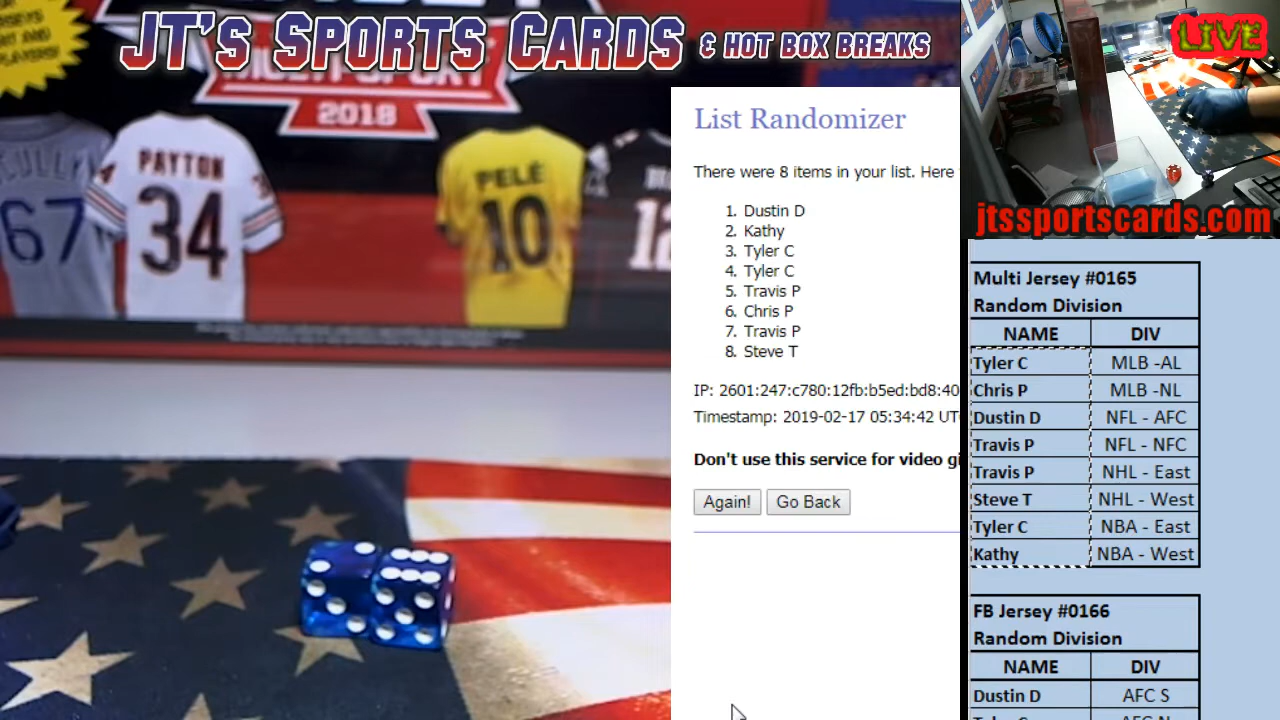 JT's SPORTS CARDS & HOT BOX BREAKS
AND
MULTI-SPORT
2018
67
PAYTON
34
PELÉ
10
12
List Randomizer
There were 8 items in your list. Here
1. Dustin D
2. Kathy
3. Tyler C
4. Tyler C
5. Travis P
6. Chris P
7. Travis P
8. Steve T
IP: 2601:247:c780:12fb:b5ed:bd8:40
Timestamp: 2019-02-17 05:34:42 UT
Don't use this service for video gi
Again! Go Back
LIVE
jtssportscards.com
Multi Jersey #0165
Random Division
NAME DIV
Tyler C MLB -AL
Chris P MLB -NL
Dustin D NFL - AFC
Travis P NFL - NFC
Travis P NHL - East
Steve T NHL - West
Tyler C NBA - East
Kathy NBA - West
FB Jersey #0166
Random Division
NAME DIV
Dustin D AFC S